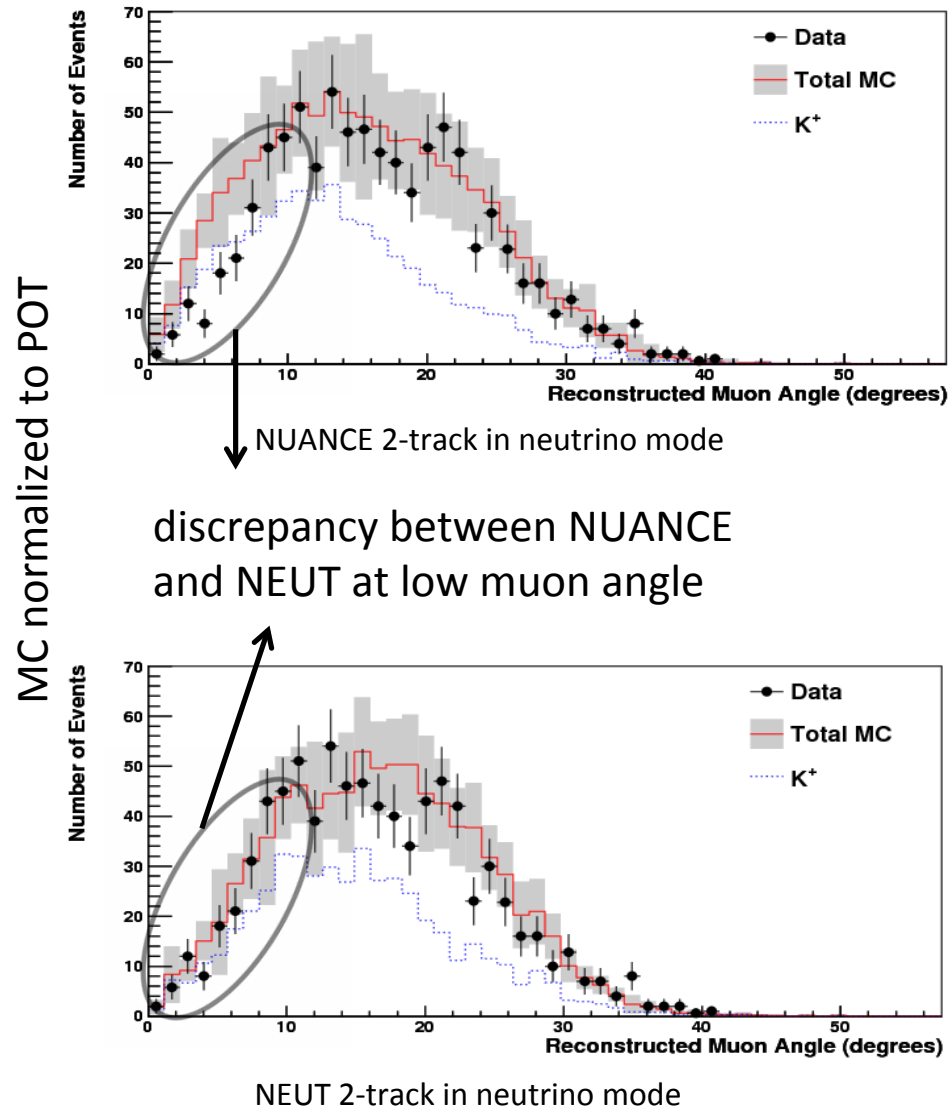 MC normalized to POT
Number of Events
70
60
50
40
30
20
10
0
Data
Total MC
K+
0 10 20 30 40 50
Reconstructed Muon Angle (degrees)
NUANCE 2-track in neutrino mode
discrepancy between NUANCE
and NEUT at low muon angle
Number of Events
70
60
50
40
30
20
10
0
Data
Total MC
K+
0 10 20 30 40 50
Reconstructed Muon Angle (degrees)
NEUT 2-track in neutrino mode